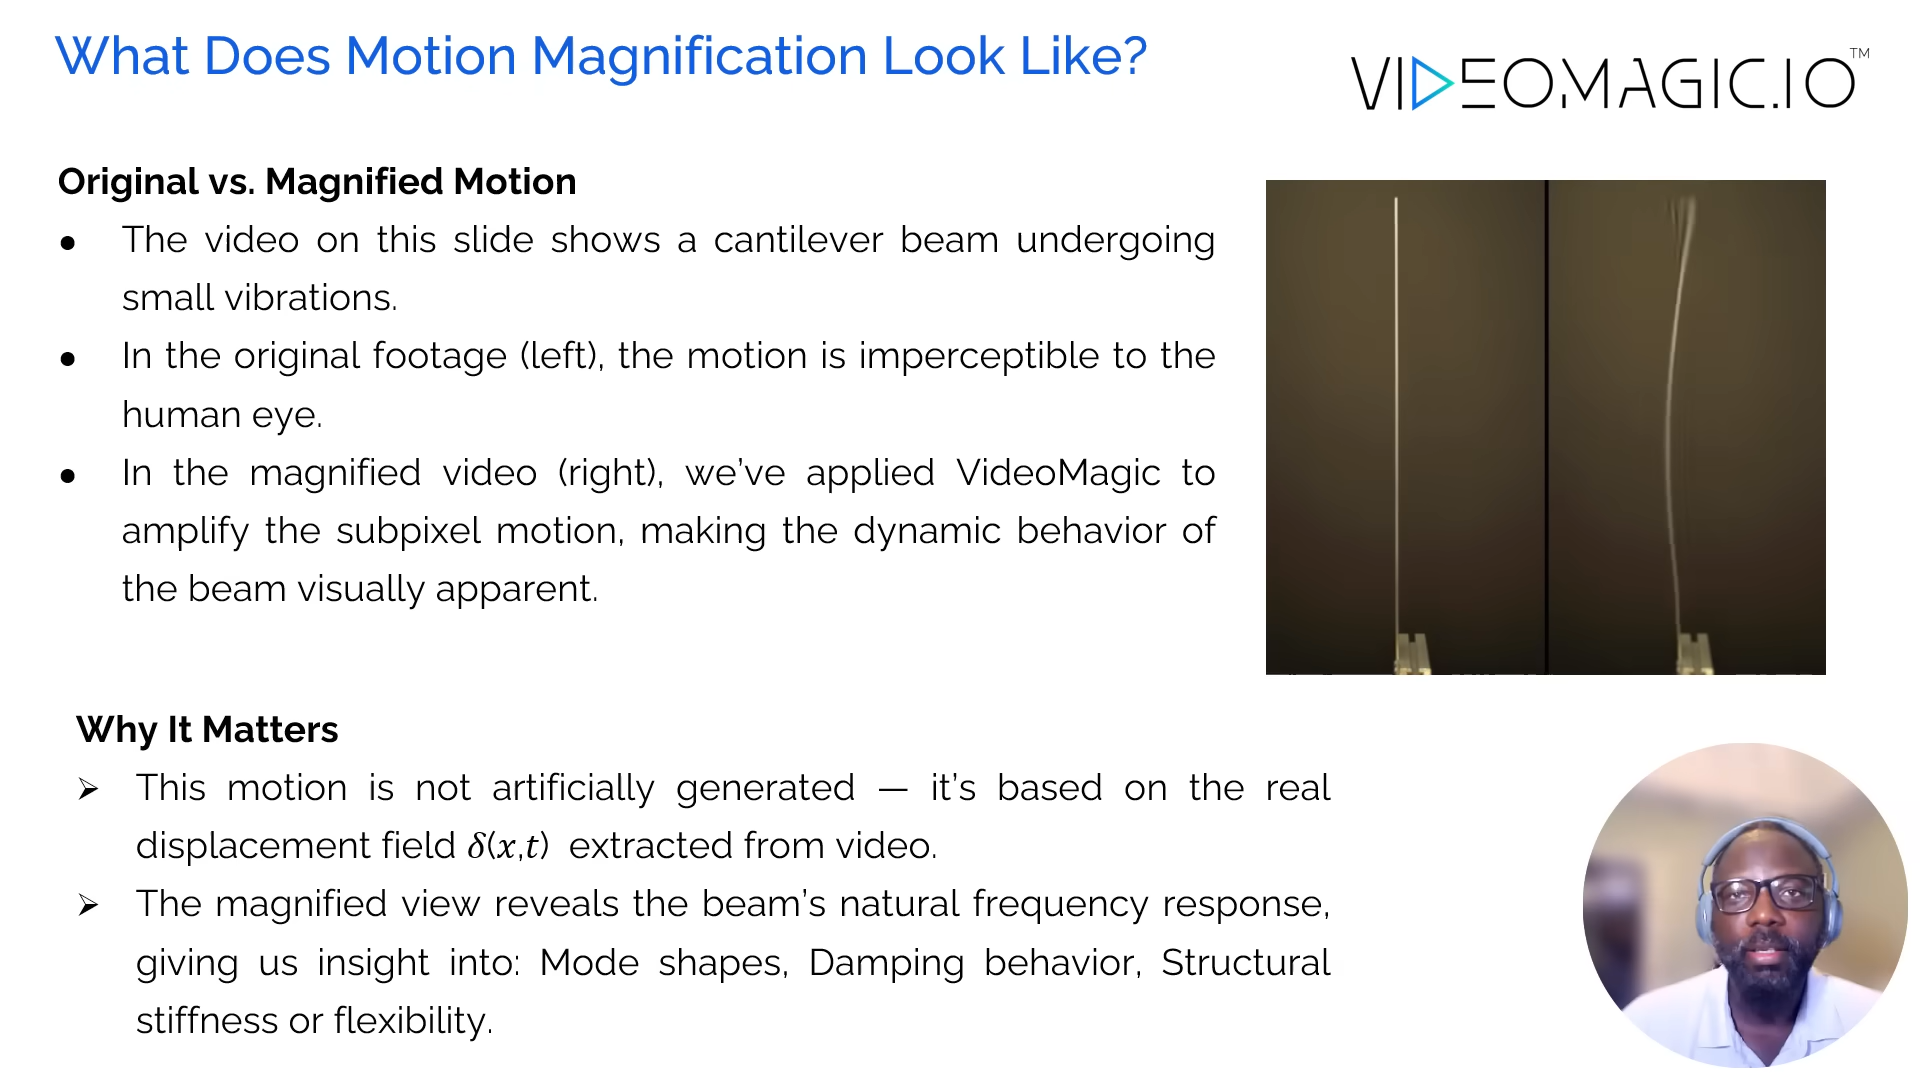 What Does Motion Magnification Look Like?
VIDEOMAGIC.IO™
Original vs. Magnified Motion
● The video on this slide shows a cantilever beam undergoing
small vibrations.
● In the original footage (left), the motion is imperceptible to the
human eye.
● In the magnified video (right), we’ve applied VideoMagic to
amplify the subpixel motion, making the dynamic behavior of
the beam visually apparent.
Why It Matters
➢ This motion is not artificially generated — it’s based on the real
displacement field 𝛿(𝑥,𝑡) extracted from video.
➢ The magnified view reveals the beam’s natural frequency response,
giving us insight into: Mode shapes, Damping behavior, Structural
stiffness or flexibility.